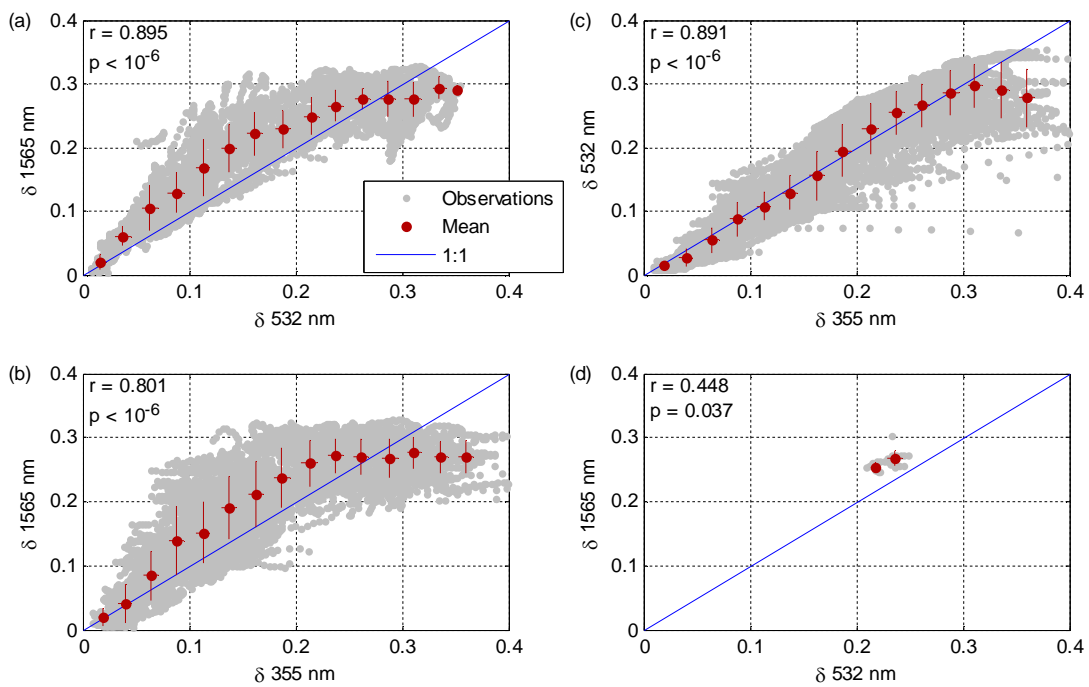 (a)
r = 0.895
p < 10⁻⁶
δ 1565 nm
0.4
0.3
0.2
0.1
0
0 0.1 0.2 0.3 0.4
δ 532 nm
Observations
Mean
1:1
(c)
r = 0.891
p < 10⁻⁶
δ 532 nm
0.4
0.3
0.2
0.1
0
0 0.1 0.2 0.3 0.4
δ 355 nm
(b)
r = 0.801
p < 10⁻⁶
δ 1565 nm
0.4
0.3
0.2
0.1
0
0 0.1 0.2 0.3 0.4
δ 355 nm
(d)
r = 0.448
p = 0.037
δ 1565 nm
0.4
0.3
0.2
0.1
0
0 0.1 0.2 0.3 0.4
δ 532 nm